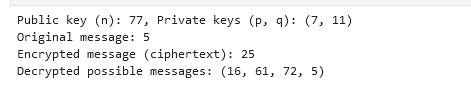 Public key (n): 77, Private keys (p, q): (7, 11)
Original message: 5
Encrypted message (ciphertext): 25
Decrypted possible messages: (16, 61, 72, 5)